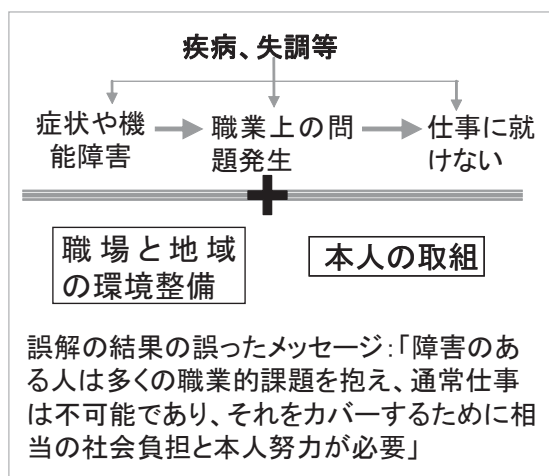 疾病、失調等
症状や機
能障害
職業上の問
題発生
仕事に就
けない
職場と地域
の環境整備
本人の取組
誤解の結果の誤ったメッセージ:「障害のあ
る人は多くの職業的課題を抱え、通常仕事
は不可能であり、それをカバーするために相
当の社会負担と本人努力が必要」